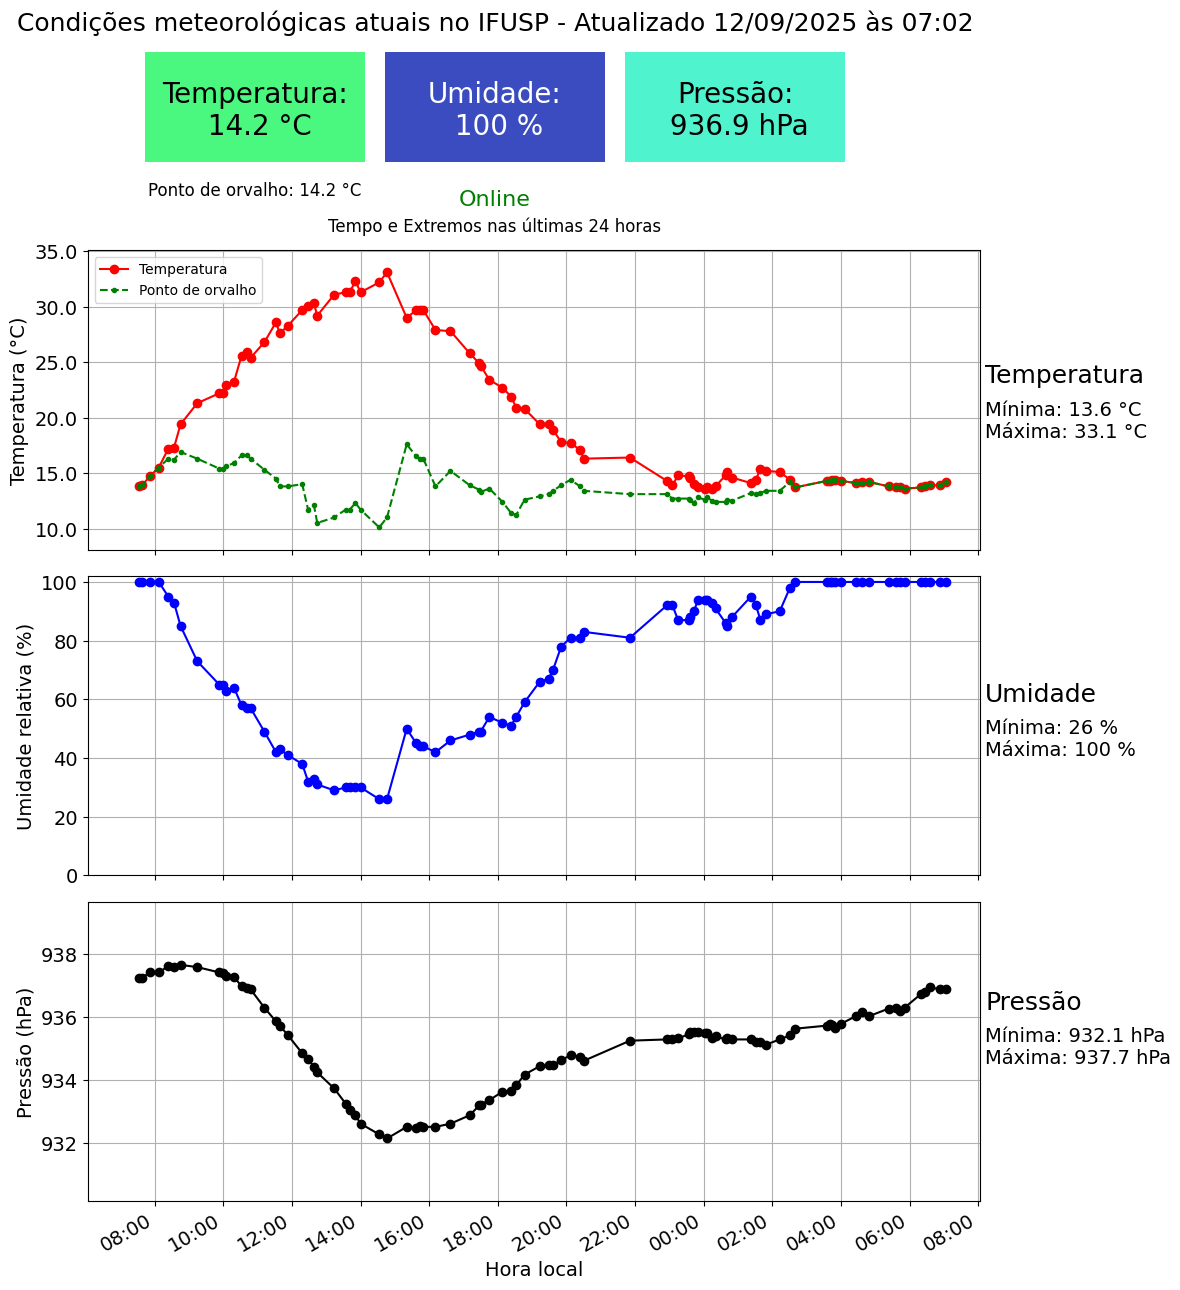 Condições meteorológicas atuais no IFUSP - Atualizado 12/09/2025 às 07:02
Temperatura:
14.2 °C
Umidade:
100 %
Pressão:
936.9 hPa
Ponto de orvalho: 14.2 °C
Online
Tempo e Extremos nas últimas 24 horas
Temperatura (°C)
35.0
30.0
25.0
20.0
15.0
10.0
Temperatura
Ponto de orvalho
Temperatura
Mínima: 13.6 °C
Máxima: 33.1 °C
Umidade relativa (%)
100
80
60
40
20
0
Umidade
Mínima: 26 %
Máxima: 100 %
Pressão (hPa)
938
936
934
932
Pressão
Mínima: 932.1 hPa
Máxima: 937.7 hPa
08:00 10:00 12:00 14:00 16:00 18:00 20:00 22:00 00:00 02:00 04:00 06:00 08:00
Hora local